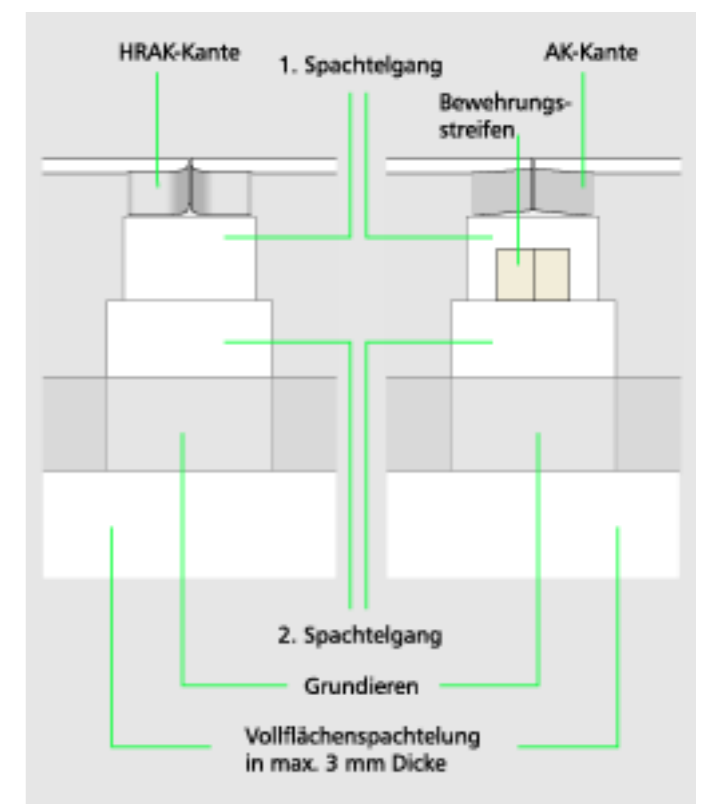 HRAK-Kante
1. Spachtelgang
AK-Kante
Bewehrungs-
streifen
2. Spachtelgang
Grundieren
Vollflächenspachtelung
in max. 3 mm Dicke